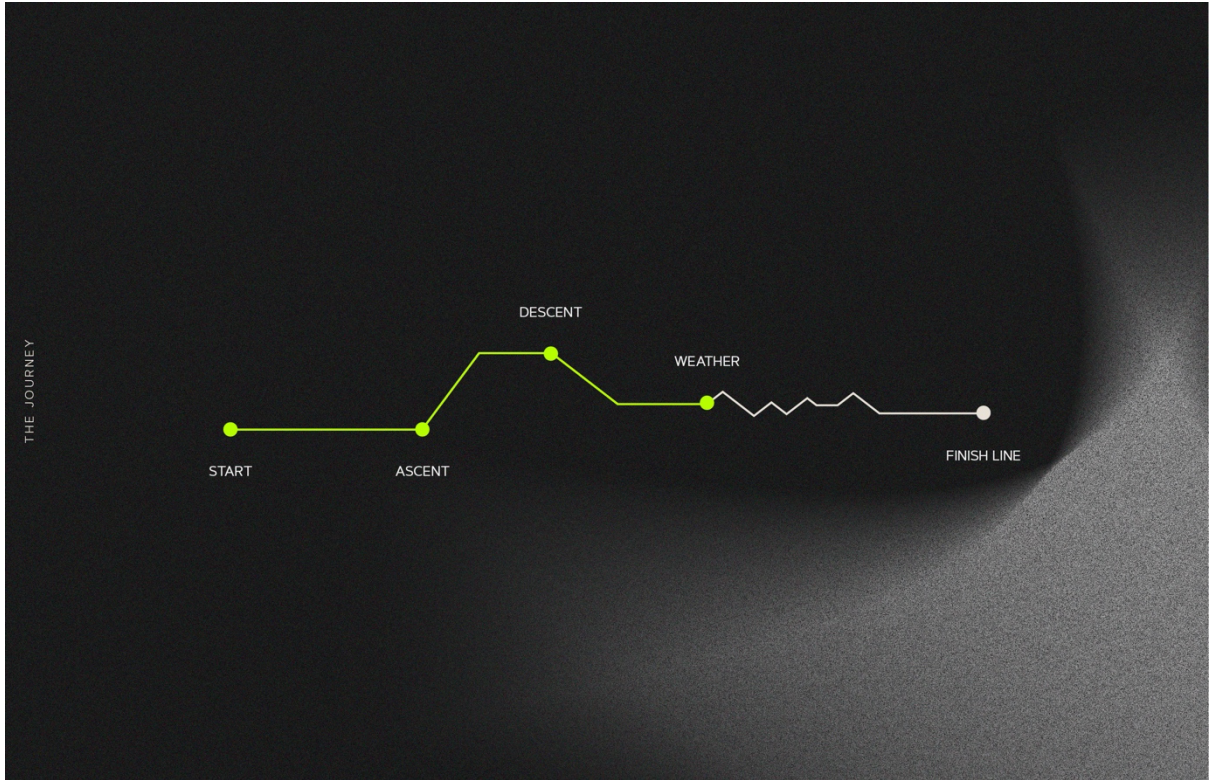 THE JOURNEY
DESCENT
WEATHER
FINISH LINE
START
ASCENT